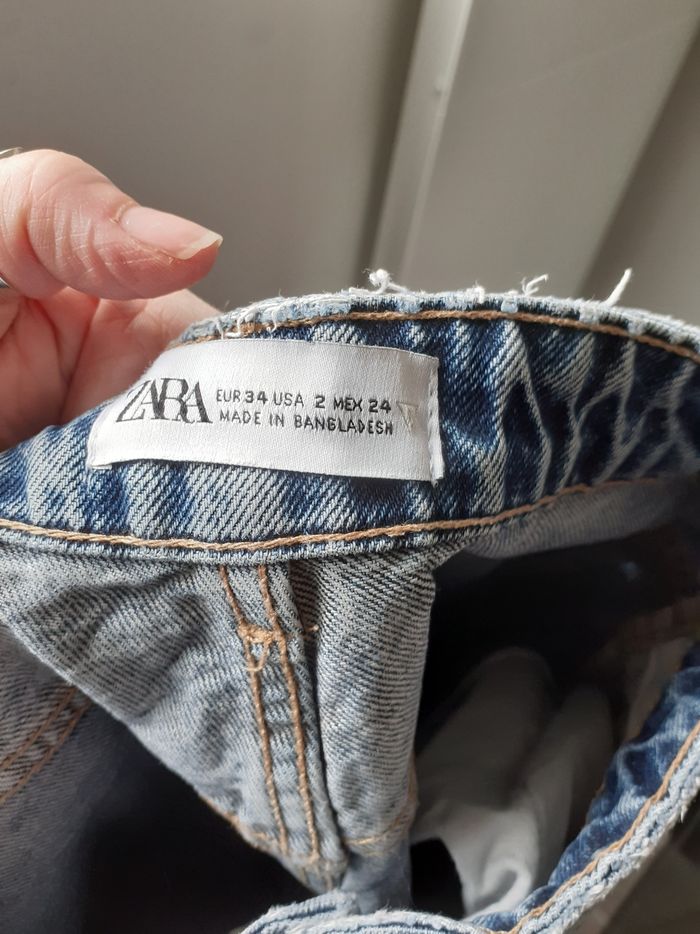 ZARA
EUR 34 USA 2 MEX 24
MADE IN BANGLADESH